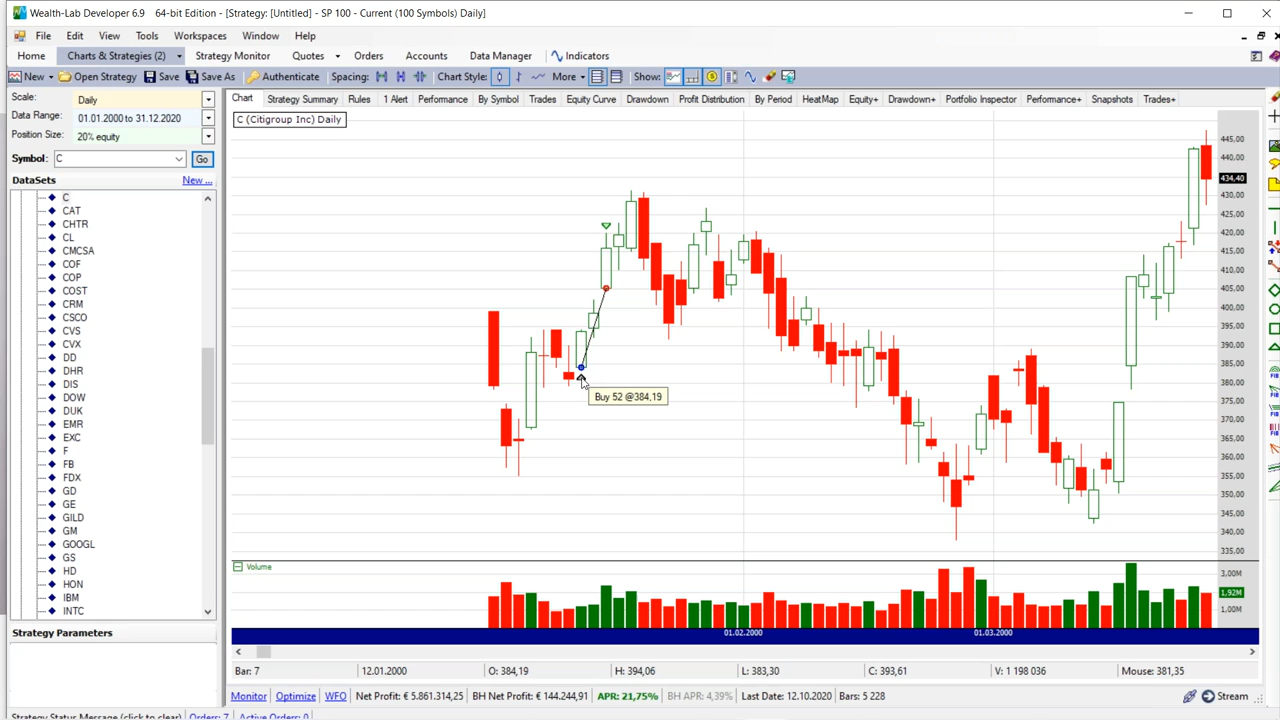 Wealth-Lab Developer 6.9 64-bit Edition - [Strategy: [Untitled] - SP 100 - Current (100 Symbols) Daily]
File Edit View Tools Workspaces Window Help
Home Charts & Strategies (2) Strategy Monitor Quotes Orders Accounts Data Manager Indicators
New Open Strategy Save Save As Authenticate Spacing: Chart Style: More Show:
Scale: Daily
Data Range: 01.01.2000 to 31.12.2020
Position Size: 20% equity
Symbol: C Go
DataSets New ...
C
CAT
CHTR
CL
CMCSA
COF
COP
COST
CRM
CSCO
CVS
CVX
DD
DHR
DIS
DOW
DUK
EMR
EXC
F
FB
FDX
GD
GE
GILD
GM
GOOGL
GS
HD
HON
IBM
INTC
Strategy Parameters
Chart Strategy Summary Rules 1 Alert Performance By Symbol Trades Equity Curve Drawdown Profit Distribution By Period HeatMap Equity+ Drawdown+ Portfolio Inspector Performance+ Snapshots Trades+
C (Citigroup Inc) Daily
445,00
440,00
434,40
430,00
425,00
420,00
415,00
410,00
405,00
400,00
395,00
390,00
385,00
380,00
375,00
370,00
365,00
360,00
355,00
350,00
345,00
340,00
335,00
Buy 52 @384,19
Volume
3,00M
1,92M
1,00M
01.02.2000 01.03.2000
Bar: 7 12.01.2000 O: 384,19 H: 394,06 L: 383,30 C: 393,61 V: 1 198 036 Mouse: 381,35
Monitor Optimize WFO Net Profit: € 5.861.314,25 BH Net Profit: € 144.244,91 APR: 21,75% BH APR: 4,39% Last Date: 12.10.2020 Bars: 5 228 Stream
Strategy Status Message (click to clear) Orders: 7 Active Orders: 0